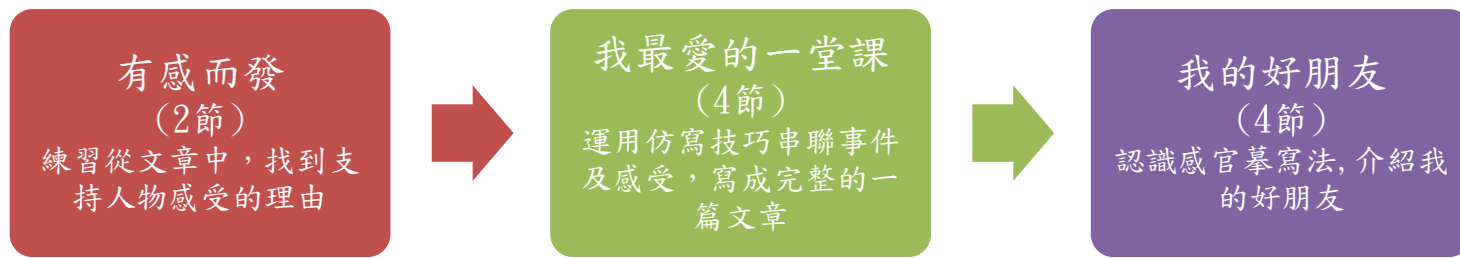 有感而發
(2節)
練習從文章中，找到支
持人物感受的理由
我最愛的一堂課
(4節)
運用仿寫技巧串聯事件
及感受，寫成完整的一
篇文章
我的好朋友
(4節)
認識感官摹寫法,介紹我
的好朋友